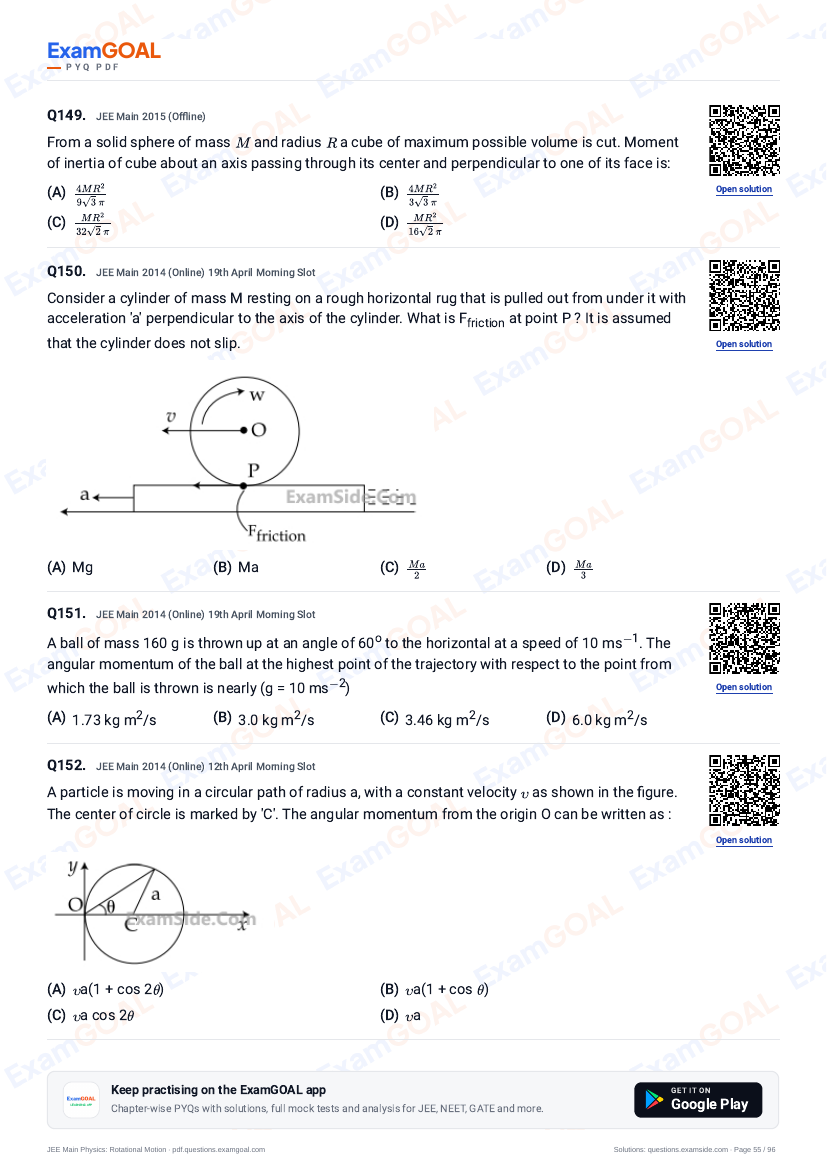 ExamGOAL
PYQ PDF
Q149. JEE Main 2015 (Offline)
From a solid sphere of mass M and radius R a cube of maximum possible volume is cut. Moment
of inertia of cube about an axis passing through its center and perpendicular to one of its face is:
(A) 4MR²/9√3 π (B) 4MR²/3√3 π
(C) MR²/32√2 π (D) MR²/16√2 π
Open solution
Q150. JEE Main 2014 (Online) 19th April Morning Slot
Consider a cylinder of mass M resting on a rough horizontal rug that is pulled out from under it with
acceleration 'a' perpendicular to the axis of the cylinder. What is F_friction at point P ? It is assumed
that the cylinder does not slip.
Open solution
w
v
O
P
a
ExamSide.Com
F_friction
(A) Mg (B) Ma (C) Ma/2 (D) Ma/3
Q151. JEE Main 2014 (Online) 19th April Morning Slot
A ball of mass 160 g is thrown up at an angle of 60° to the horizontal at a speed of 10 ms⁻¹. The
angular momentum of the ball at the highest point of the trajectory with respect to the point from
which the ball is thrown is nearly (g = 10 ms⁻²)
Open solution
(A) 1.73 kg m²/s (B) 3.0 kg m²/s (C) 3.46 kg m²/s (D) 6.0 kg m²/s
Q152. JEE Main 2014 (Online) 12th April Morning Slot
A particle is moving in a circular path of radius a, with a constant velocity v as shown in the figure.
The center of circle is marked by 'C'. The angular momentum from the origin O can be written as :
Open solution
y
a
O θ
C ExamSide.Com
x
(A) va(1 + cos 2θ) (B) va(1 + cos θ)
(C) va cos 2θ (D) va
ExamGOAL
Keep practising on the ExamGOAL app
Chapter-wise PYQs with solutions, full mock tests and analysis for JEE, NEET, GATE and more.
GET IT ON
Google Play
JEE Main Physics: Rotational Motion · pdf.questions.examgoal.com Solutions: questions.examside.com · Page 55 / 96